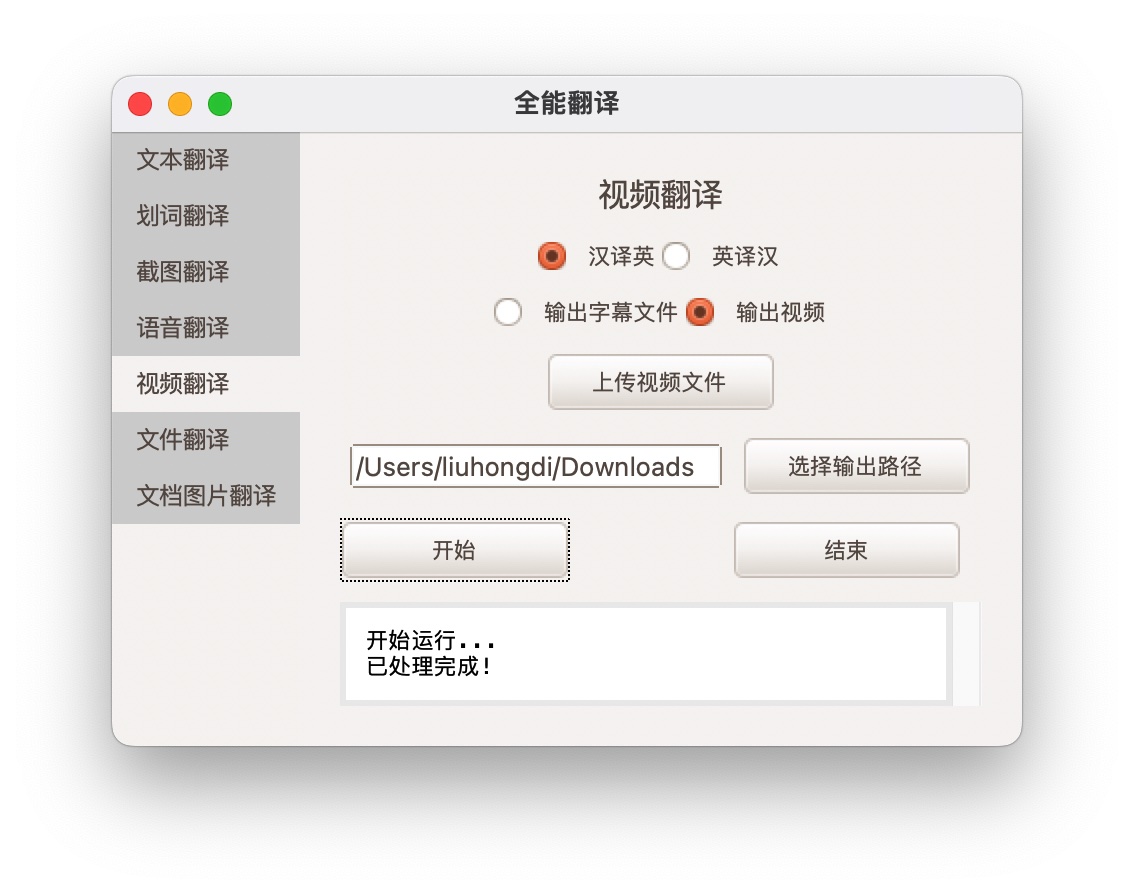 全能翻译
文本翻译
划词翻译
截图翻译
语音翻译
视频翻译
文件翻译
文档图片翻译
视频翻译
汉译英 英译汉
输出字幕文件 输出视频
上传视频文件
/Users/liuhongdi/Downloads 选择输出路径
开始 结束
开始运行...
已处理完成!